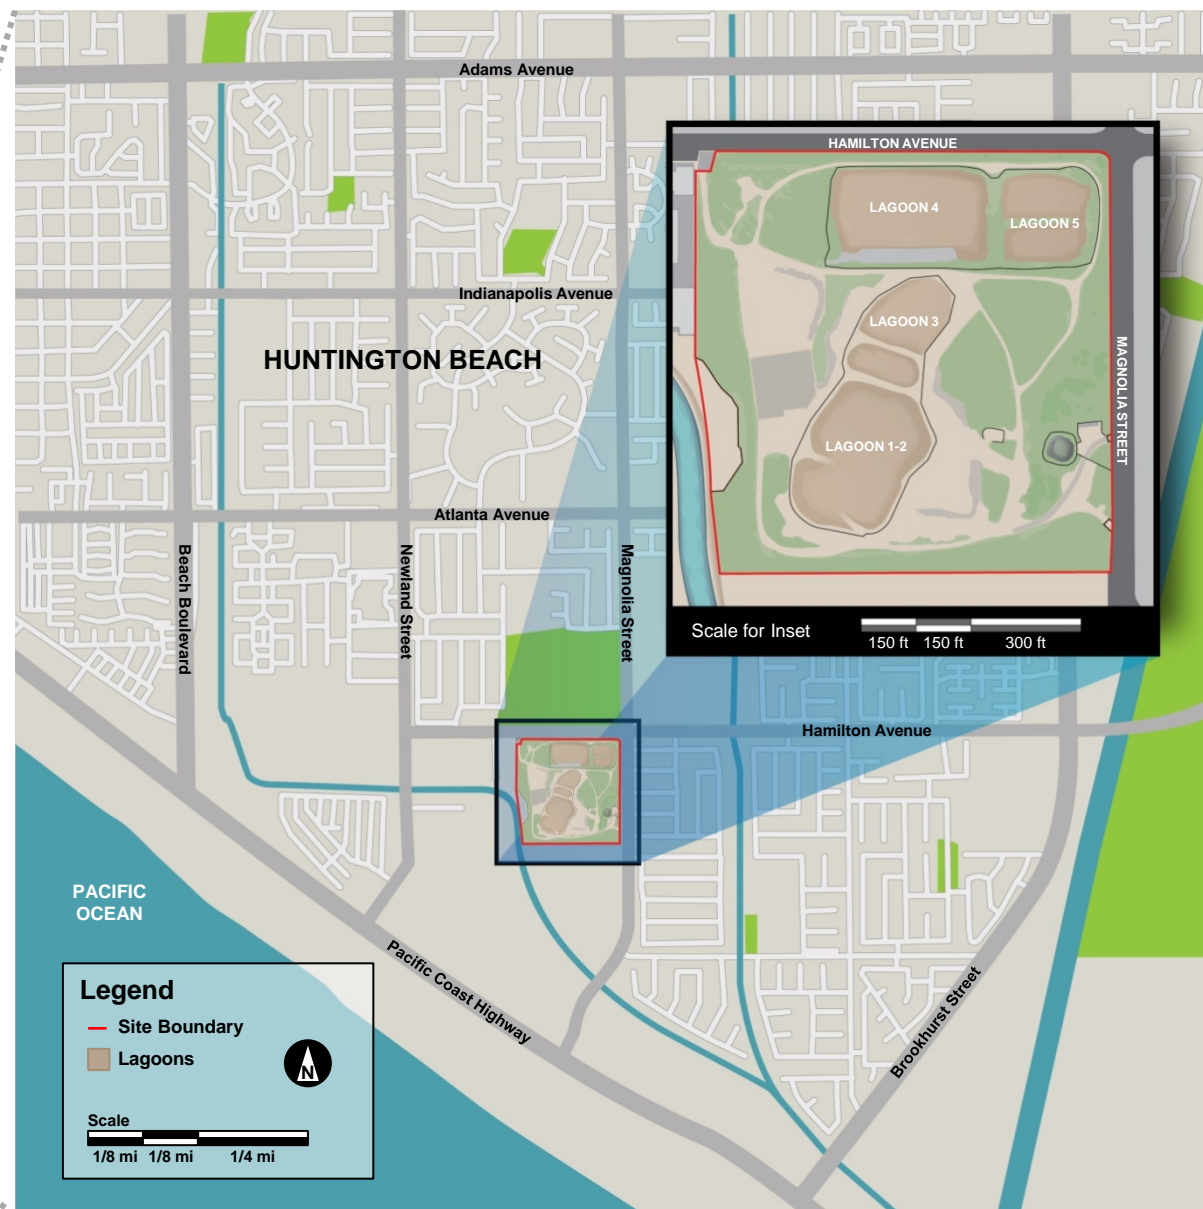 Adams Avenue
HAMILTON AVENUE
LAGOON 4
LAGOON 5
Indianapolis Avenue
LAGOON 3
HUNTINGTON BEACH
MAGNOLIA STREET
LAGOON 1-2
Atlanta Avenue
Beach Boulevard
Newland Street
Magnolia Street
Scale for Inset
150 ft 150 ft 300 ft
Hamilton Avenue
PACIFIC
OCEAN
Pacific Coast Highway
Brookhurst Street
Legend
Site Boundary
Lagoons
N
Scale
1/8 mi 1/8 mi 1/4 mi